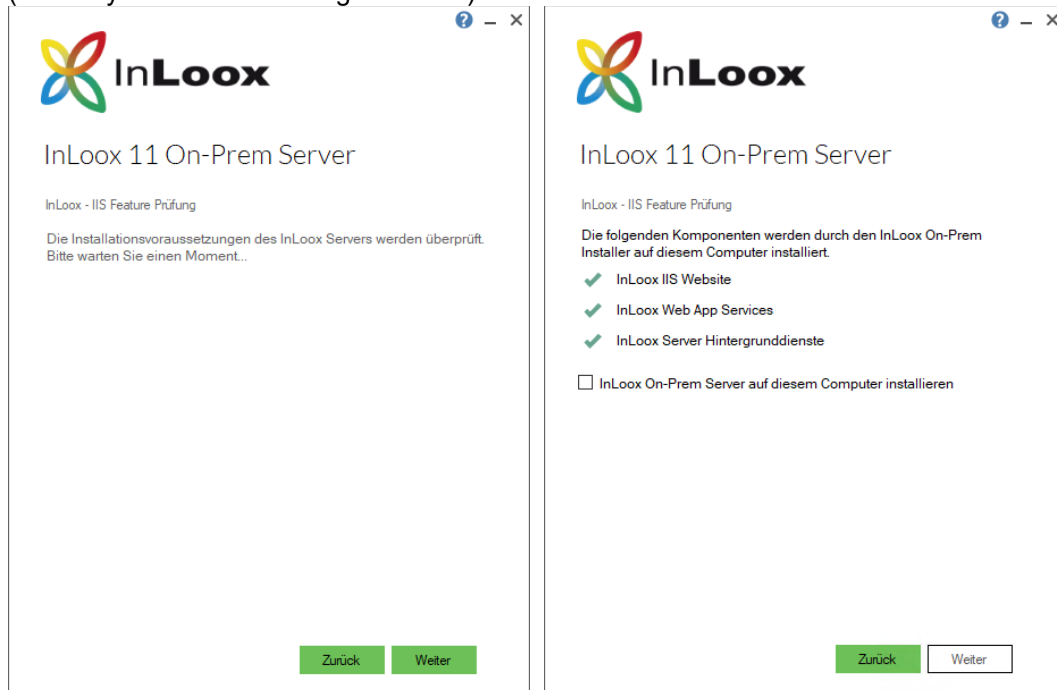 InLoox
InLoox 11 On-Prem Server
InLoox - IIS Feature Prüfung
Die Installationsvoraussetzungen des InLoox Servers werden überprüft.
Bitte warten Sie einen Moment...
Zurück
Weiter
InLoox
InLoox 11 On-Prem Server
InLoox - IIS Feature Prüfung
Die folgenden Komponenten werden durch den InLoox On-Prem
Installer auf diesem Computer installiert.
InLoox IIS Website
InLoox Web App Services
InLoox Server Hintergrunddienste
InLoox On-Prem Server auf diesem Computer installieren
Zurück
Weiter